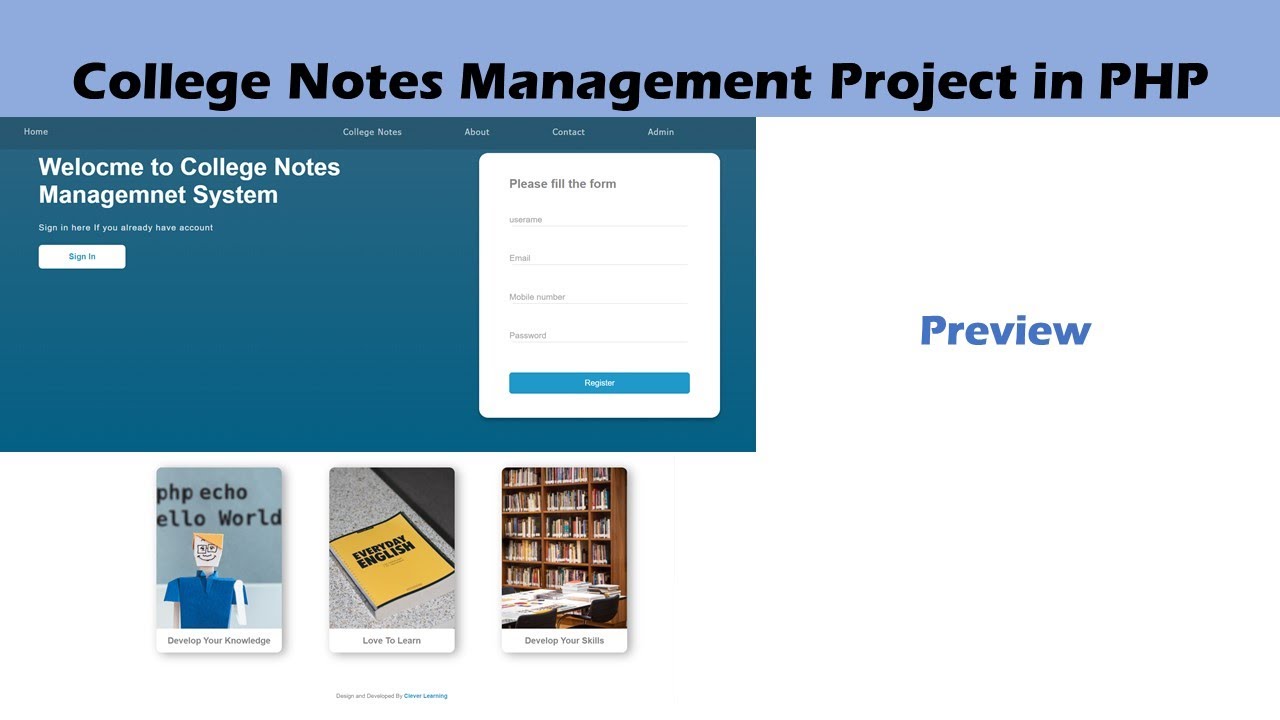 College Notes Management Project in PHP
Home College Notes About Contact Admin
Welocme to College Notes
Managemnet System
Sign in here If you already have account
Sign In
Please fill the form
userame
Email
Mobile number
Password
Register
Preview
php echo
ello World
EVERYDAY
ENGLISH
Develop Your Knowledge
Love To Learn
Develop Your Skills
Design and Developed By Clever Learning